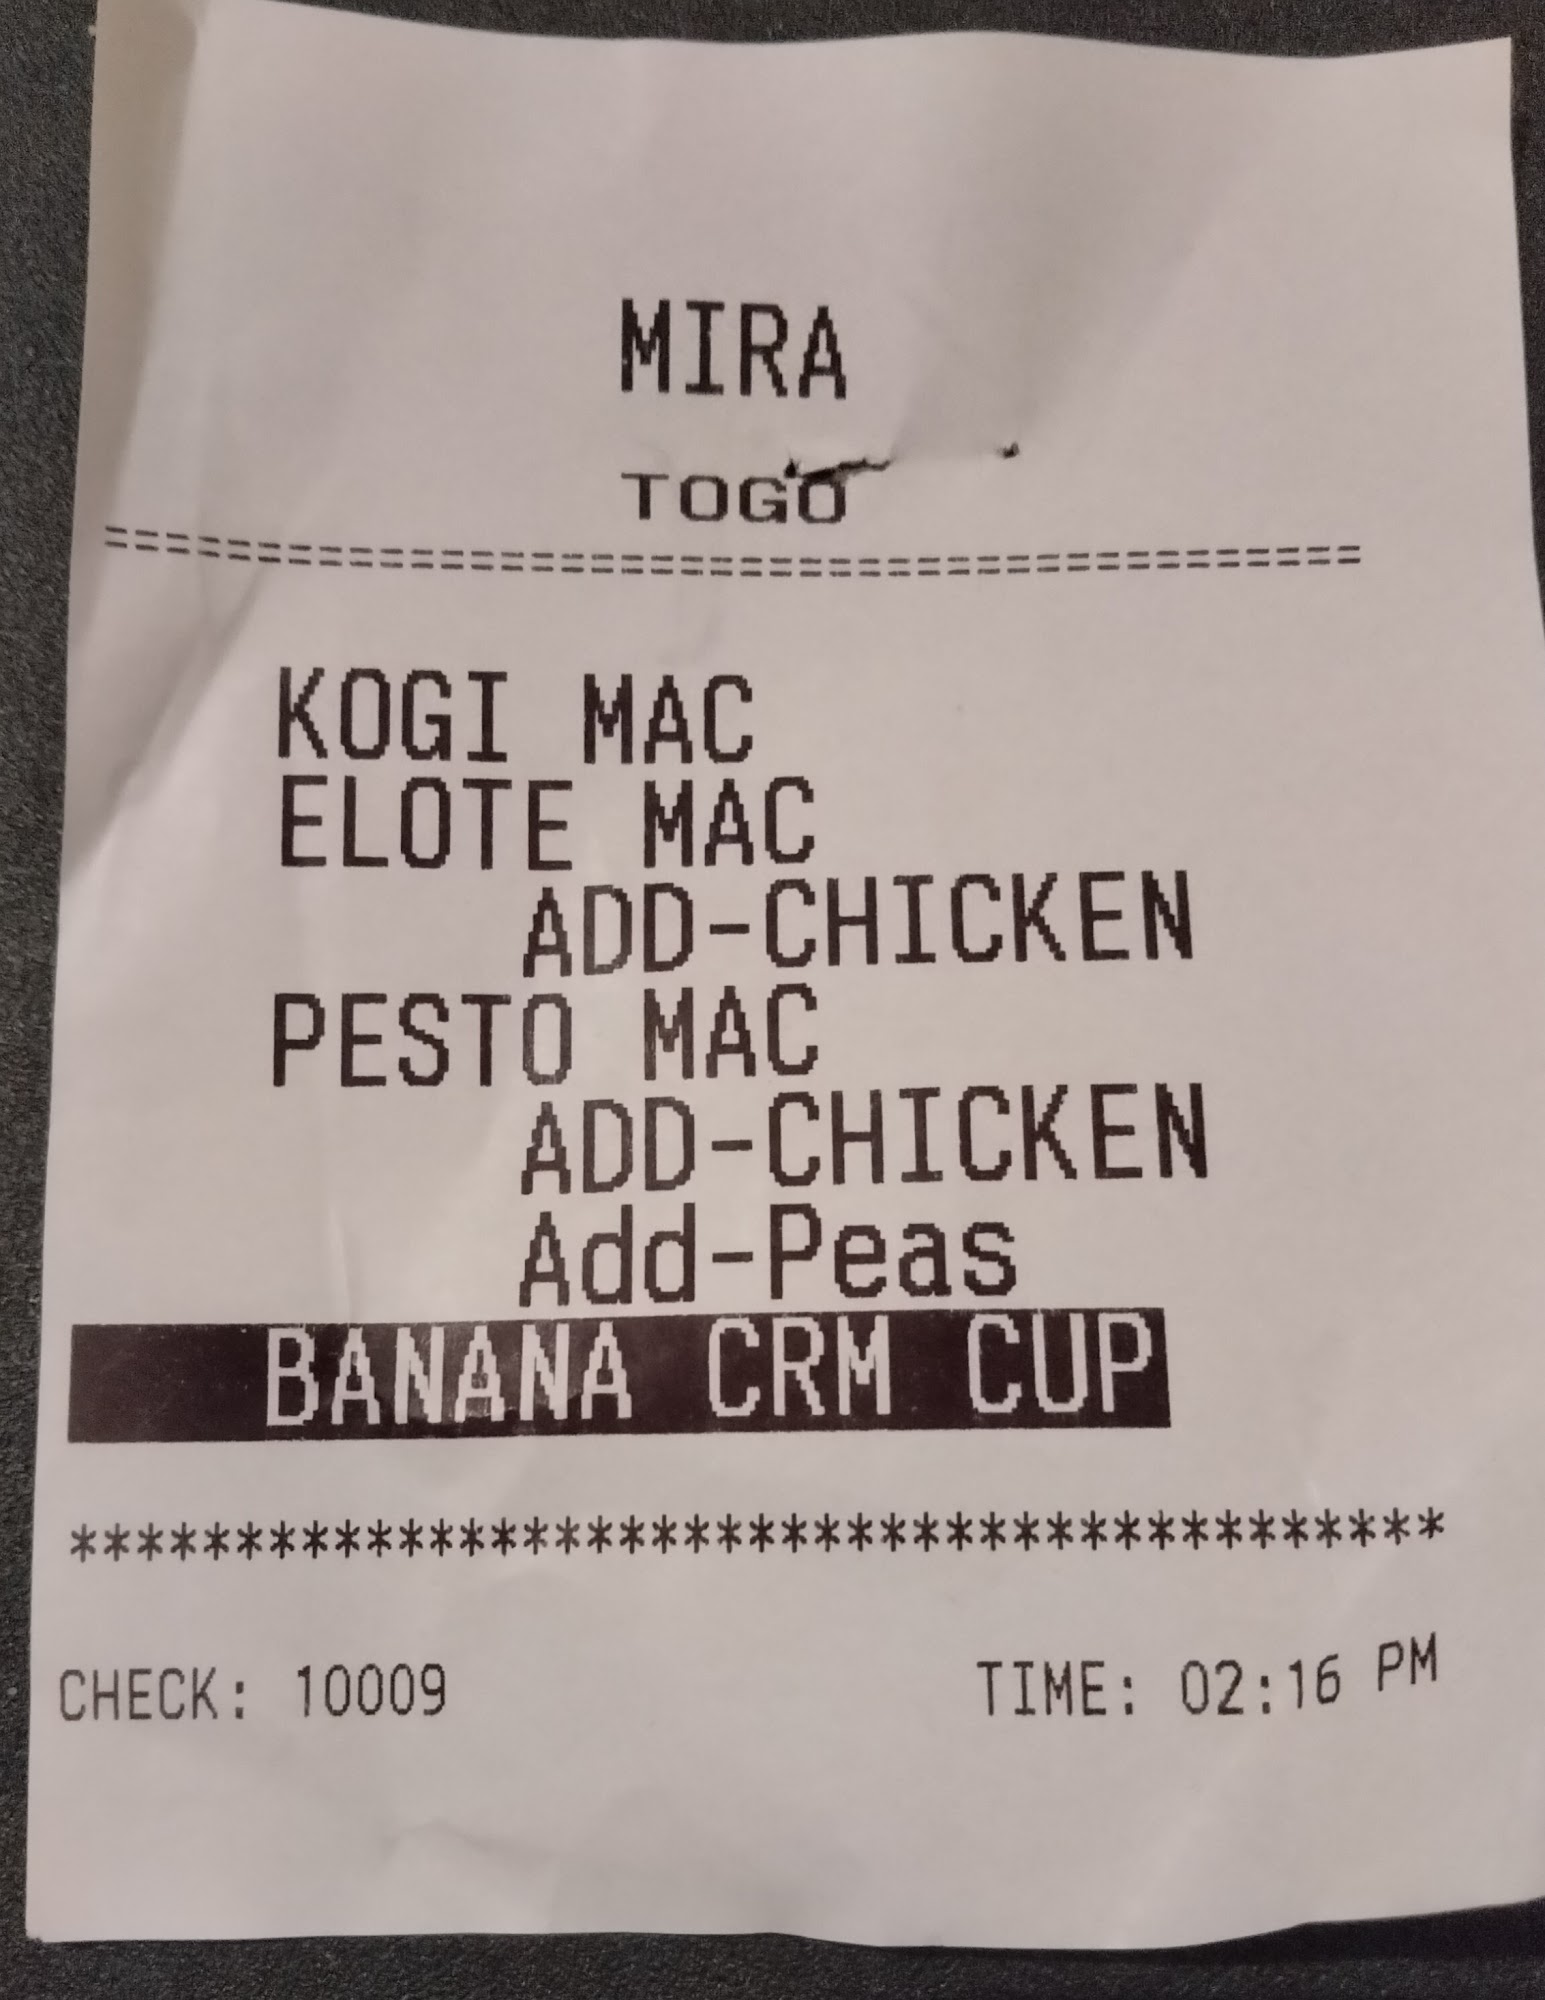 MIRA
TOGO
========================================
KOGI MAC
ELOTE MAC
ADD-CHICKEN
PESTO MAC
ADD-CHICKEN
Add-Peas
BANANA CRM CUP
******************************************
CHECK: 10009 TIME: 02:16 PM